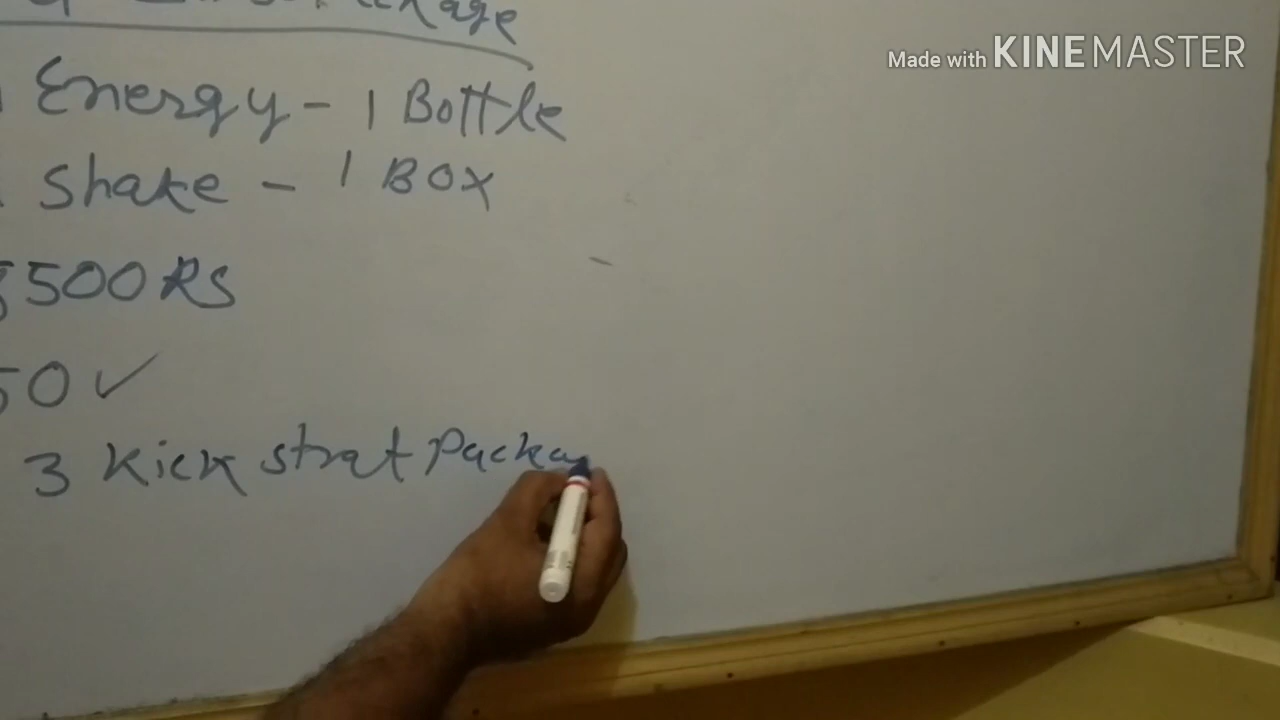 Made with KINEMASTER
Energy - 1 Bottle
Shake - 1 BOX
500 RS
50 ✓
3 Kick strat Packa